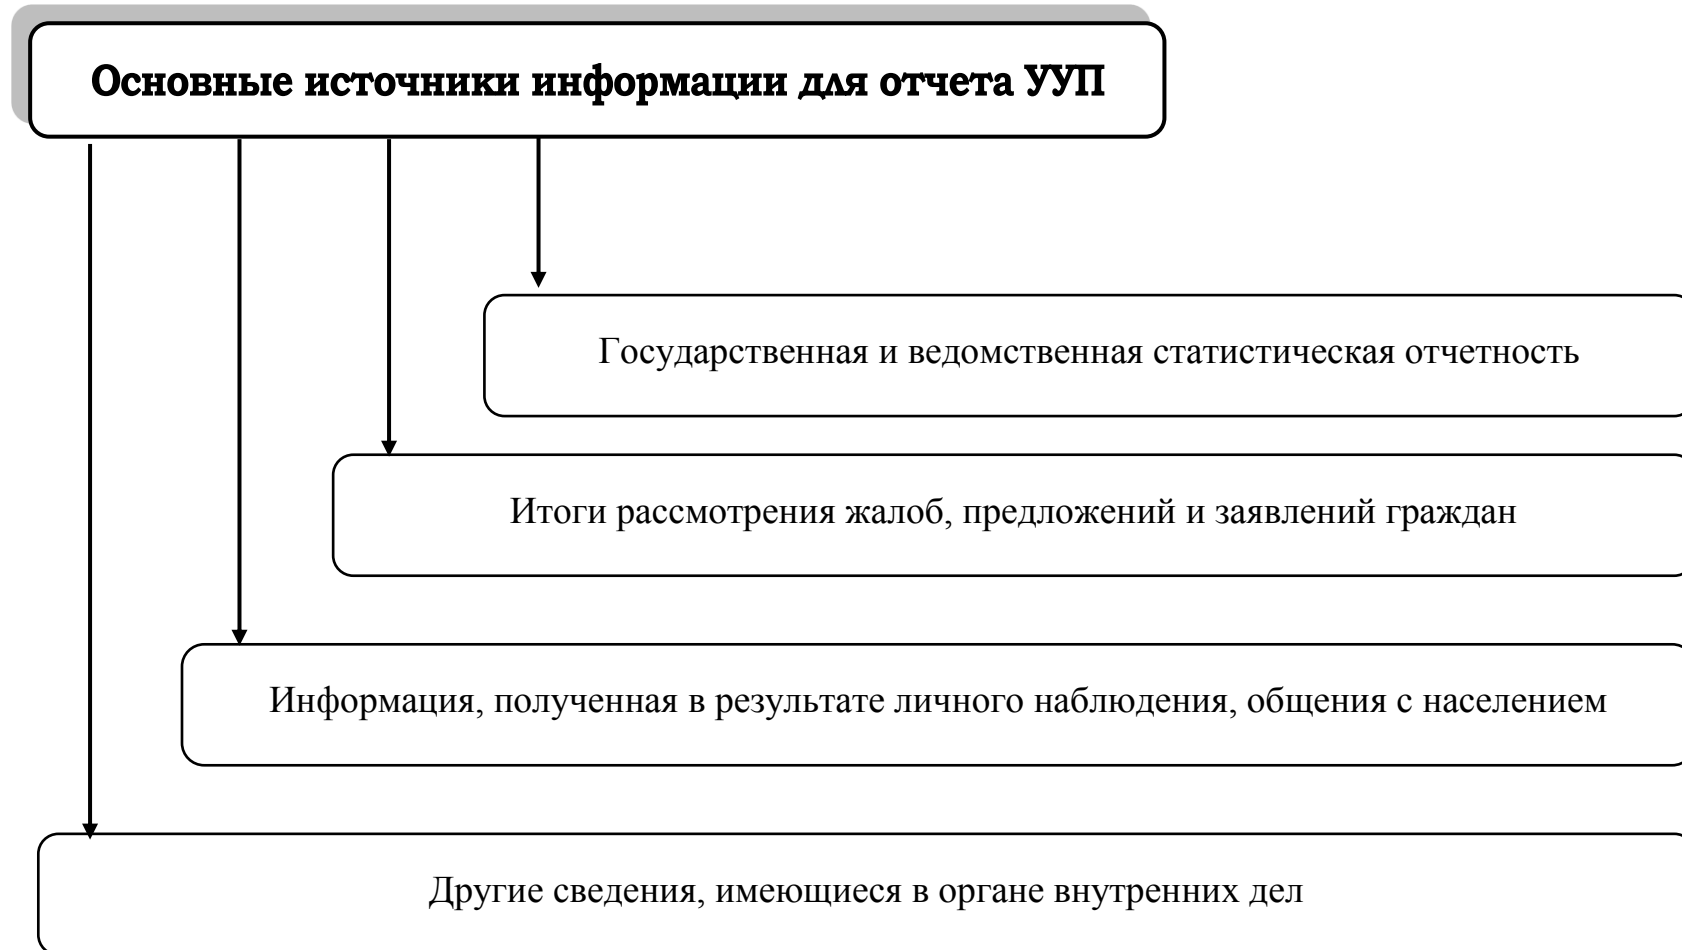 Основные источники информации для отчета УУП
Государственная и ведомственная статистическая отчетность
Итоги рассмотрения жалоб, предложений и заявлений граждан
Информация, полученная в результате личного наблюдения, общения с населением
Другие сведения, имеющиеся в органе внутренних дел